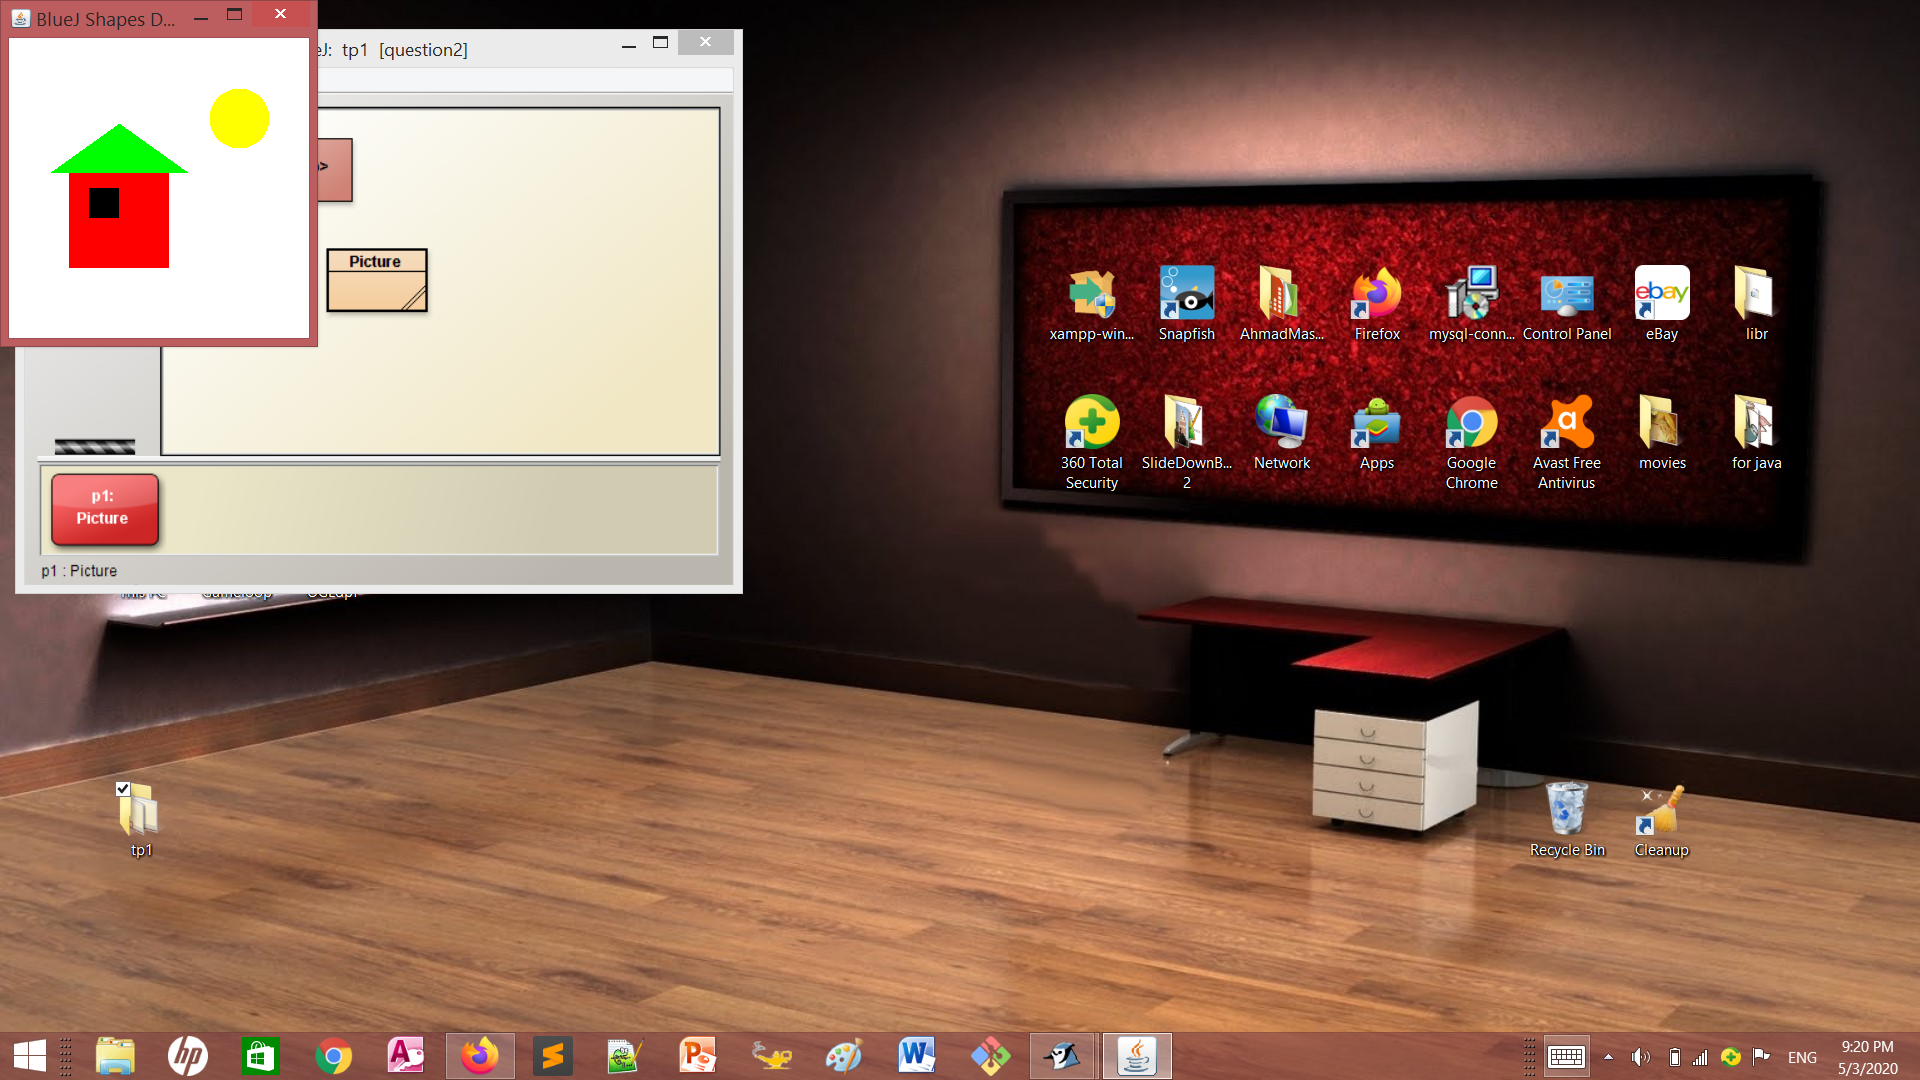 BlueJ Shapes D...
eJ: tp1 [question2]
>
Picture
p1:
Picture
p1 : Picture
xampp-win...
Snapfish
AhmadMas...
Firefox
mysql-conn...
Control Panel
ebay
eBay
libr
360 Total
Security
SlideDownB...
2
Network
Apps
Google
Chrome
a
Avast Free
Antivirus
movies
for java
tp1
Recycle Bin
Cleanup
ENG
9:20 PM
5/3/2020